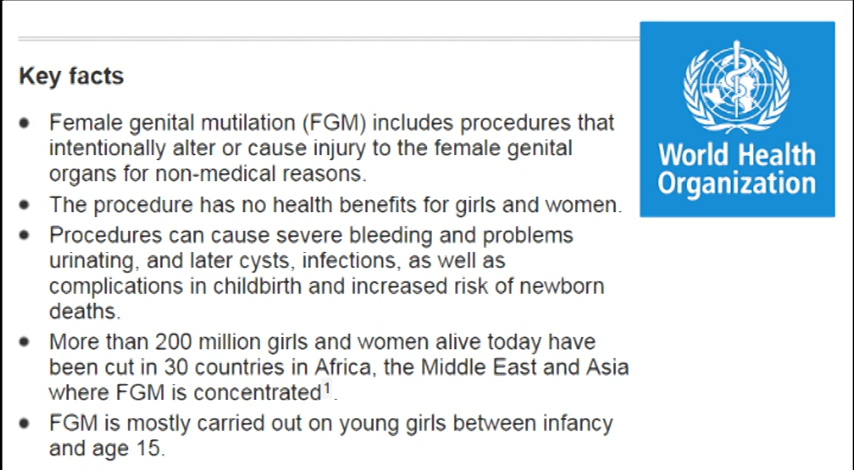 Key facts
• Female genital mutilation (FGM) includes procedures that
intentionally alter or cause injury to the female genital
organs for non-medical reasons.
• The procedure has no health benefits for girls and women.
• Procedures can cause severe bleeding and problems
urinating, and later cysts, infections, as well as
complications in childbirth and increased risk of newborn
deaths.
• More than 200 million girls and women alive today have
been cut in 30 countries in Africa, the Middle East and Asia
where FGM is concentrated¹.
• FGM is mostly carried out on young girls between infancy
and age 15.
World Health
Organization